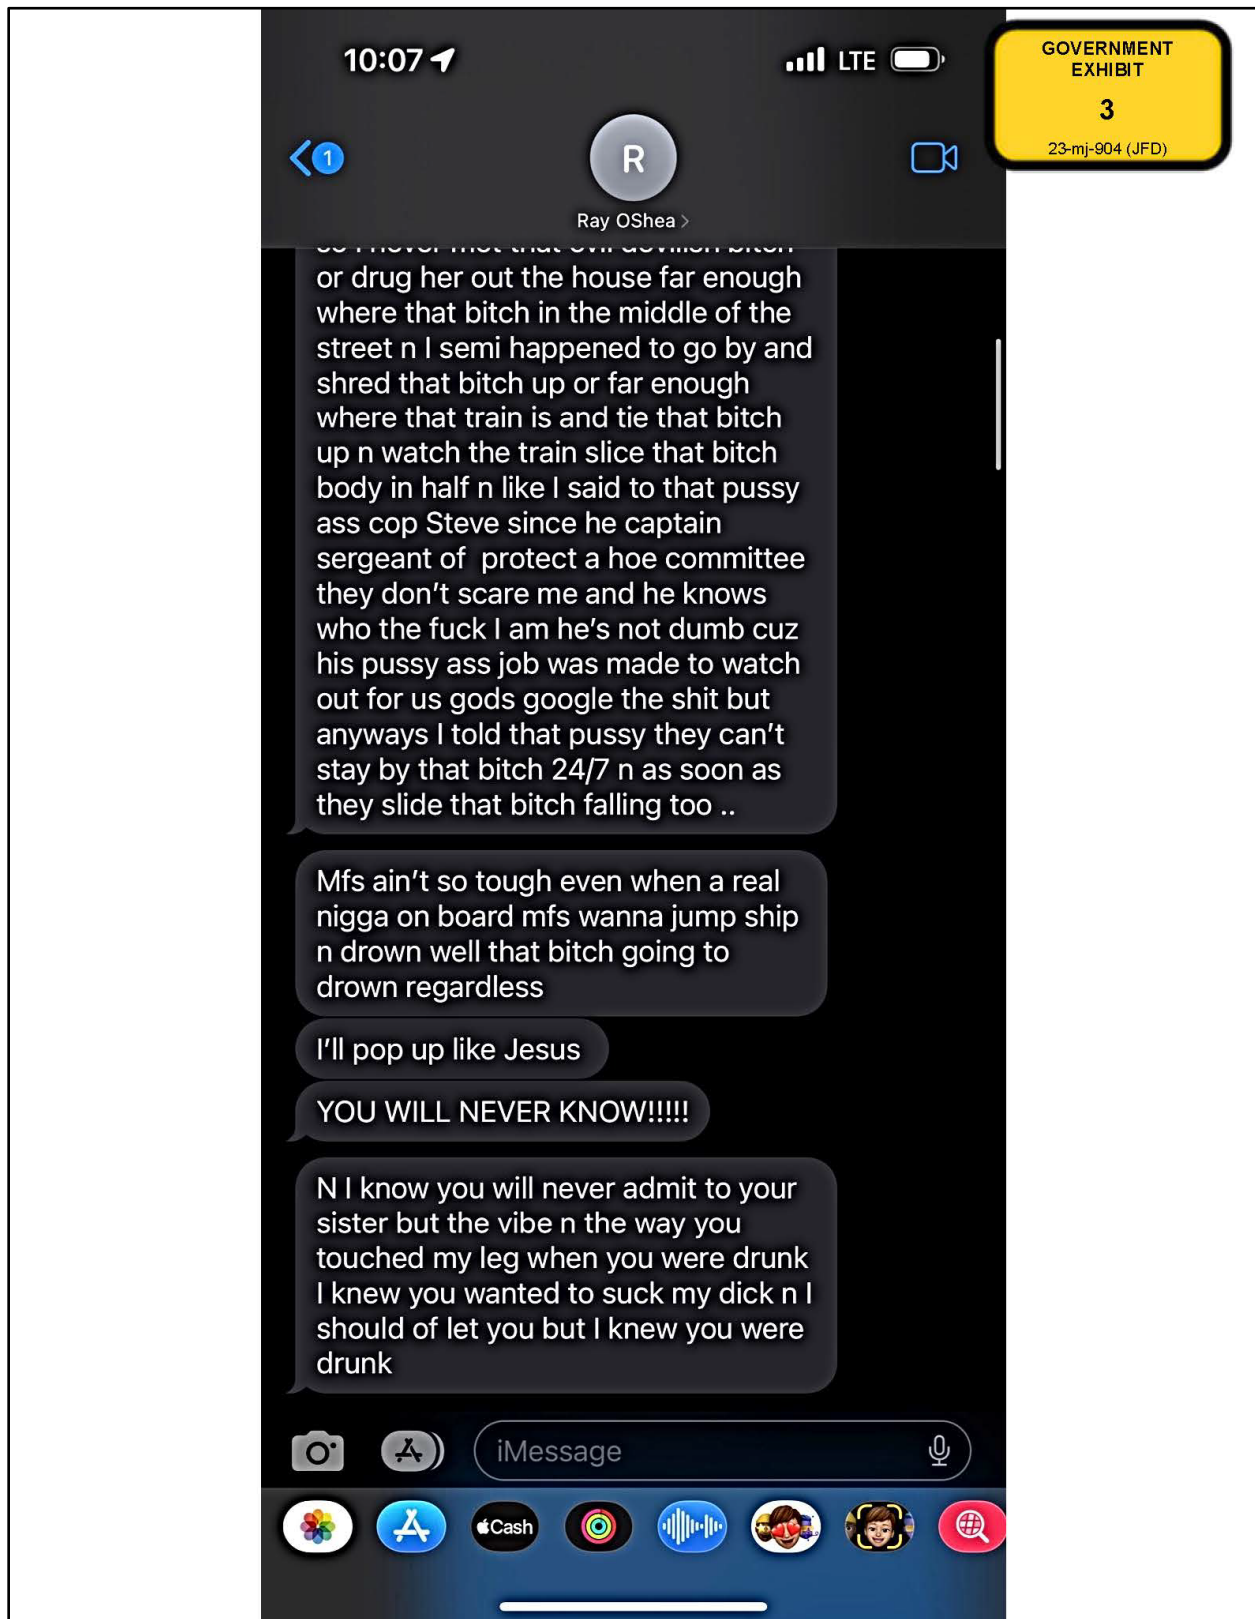 10:07
LTE
GOVERNMENT
EXHIBIT
3
23-mj-904 (JFD)
1
R
Ray OShea >
so I never met that evil devilish bitch
or drug her out the house far enough
where that bitch in the middle of the
street n I semi happened to go by and
shred that bitch up or far enough
where that train is and tie that bitch
up n watch the train slice that bitch
body in half n like I said to that pussy
ass cop Steve since he captain
sergeant of  protect a hoe committee
they don’t scare me and he knows
who the fuck I am he’s not dumb cuz
his pussy ass job was made to watch
out for us gods google the shit but
anyways I told that pussy they can’t
stay by that bitch 24/7 n as soon as
they slide that bitch falling too ..
Mfs ain’t so tough even when a real
nigga on board mfs wanna jump ship
n drown well that bitch going to
drown regardless
I’ll pop up like Jesus
YOU WILL NEVER KNOW!!!!!
N I know you will never admit to your
sister but the vibe n the way you
touched my leg when you were drunk
I knew you wanted to suck my dick n I
should of let you but I knew you were
drunk
iMessage
Cash